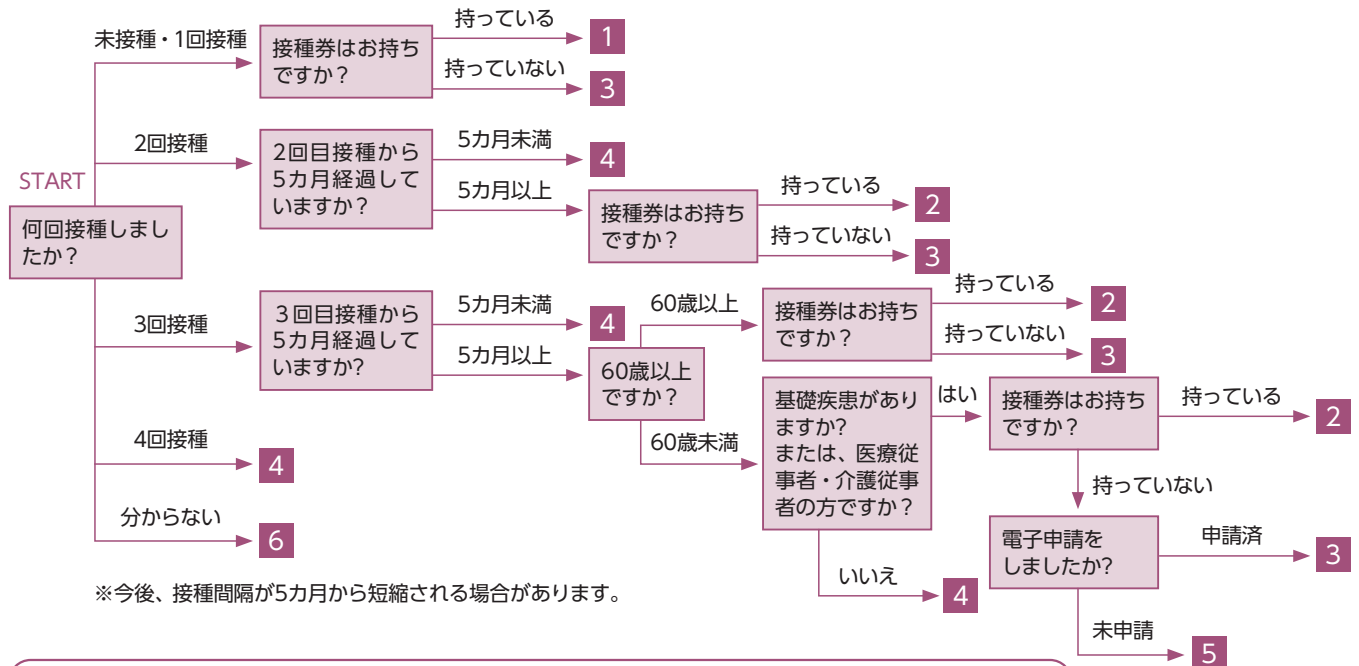 START
何回接種しまし
たか？
未接種・1回接種
接種券はお持ち
ですか？
持っている
1
持っていない
3
2回接種
2回目接種から
5カ月経過して
いますか？
5カ月未満
4
5カ月以上
接種券はお持ち
ですか？
持っている
2
持っていない
3
3回接種
３回目接種から
5カ月経過して
いますか?
5カ月未満
4
5カ月以上
60歳以上
ですか？
60歳以上
接種券はお持ち
ですか？
持っている
2
持っていない
3
60歳未満
基礎疾患があり
ますか?
または、医療従
事者・介護従事
者の方ですか？
はい
接種券はお持ち
ですか？
持っている
2
持っていない
電子申請を
しましたか?
申請済
3
未申請
5
いいえ
4
4回接種
4
分からない
6
※今後、接種間隔が5カ月から短縮される場合があります。